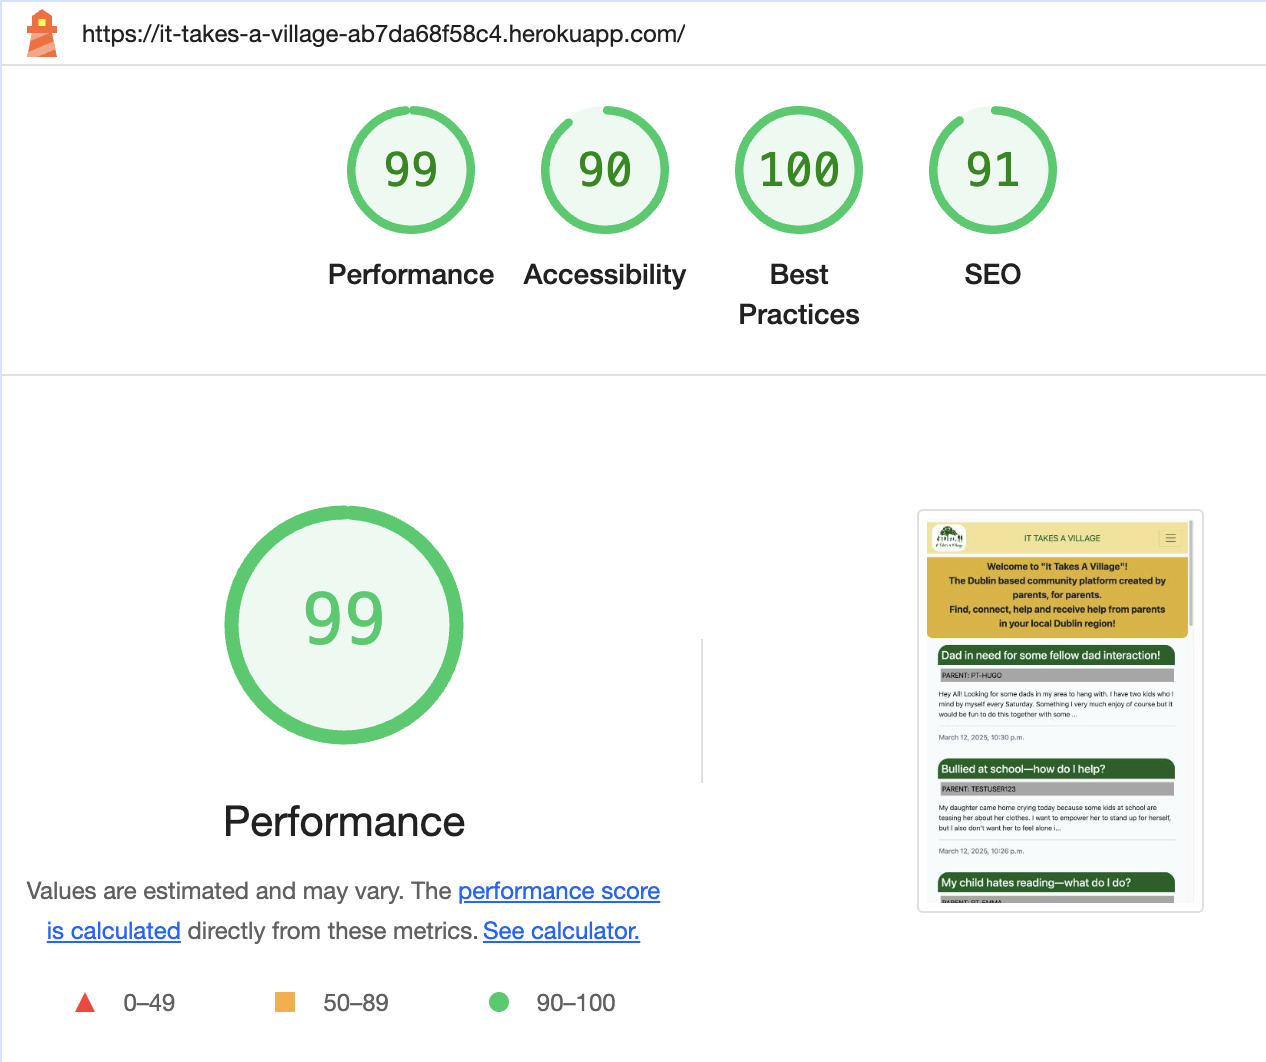 https://it-takes-a-village-ab7da68f58c4.herokuapp.com/
99
90
100
91
Performance
Accessibility
Best
Practices
SEO
99
Performance
Values are estimated and may vary. The performance score
is calculated directly from these metrics. See calculator.
0–49
50–89
90–100
IT TAKES A VILLAGE
Welcome to "It Takes A Village"!
The Dublin based community platform created by
parents, for parents.
Find, connect, help and receive help from parents
in your local Dublin region!
Dad in need for some fellow dad interaction!
PARENT: PT-HUGO
Hey All! Looking for some dads in my area to hang with. I have two kids who I
mind by myself every Saturday. Something I very much enjoy of course but it
would be fun to do this together with some ...
March 12, 2025, 10:30 p.m.
Bullied at school—how do I help?
PARENT: TESTUSER123
My daughter came home crying today because some kids at school are
teasing her about her clothes. I want to empower her to stand up for herself,
but I also don't want her to feel alone i...
March 12, 2025, 10:26 p.m.
My child hates reading—what do I do?
PARENT: PT-EMMA